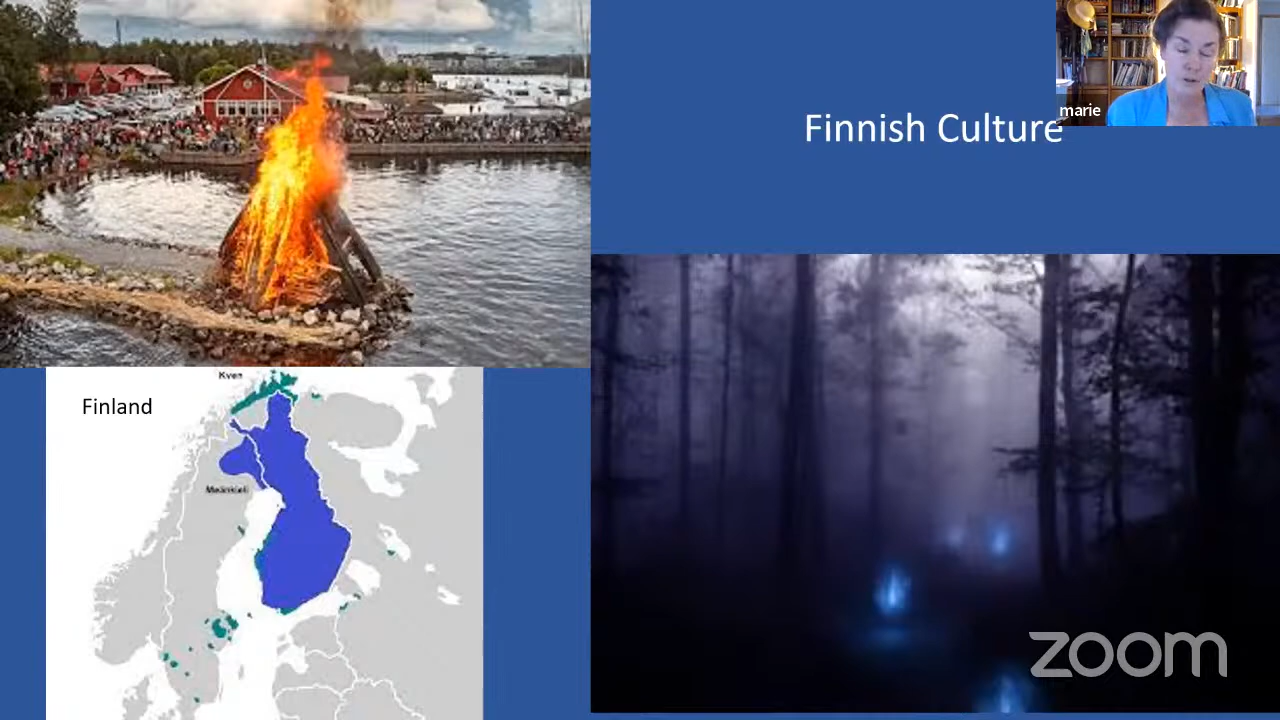 marie
Finnish Culture
Kven
Finland
Meänkieli
zoom